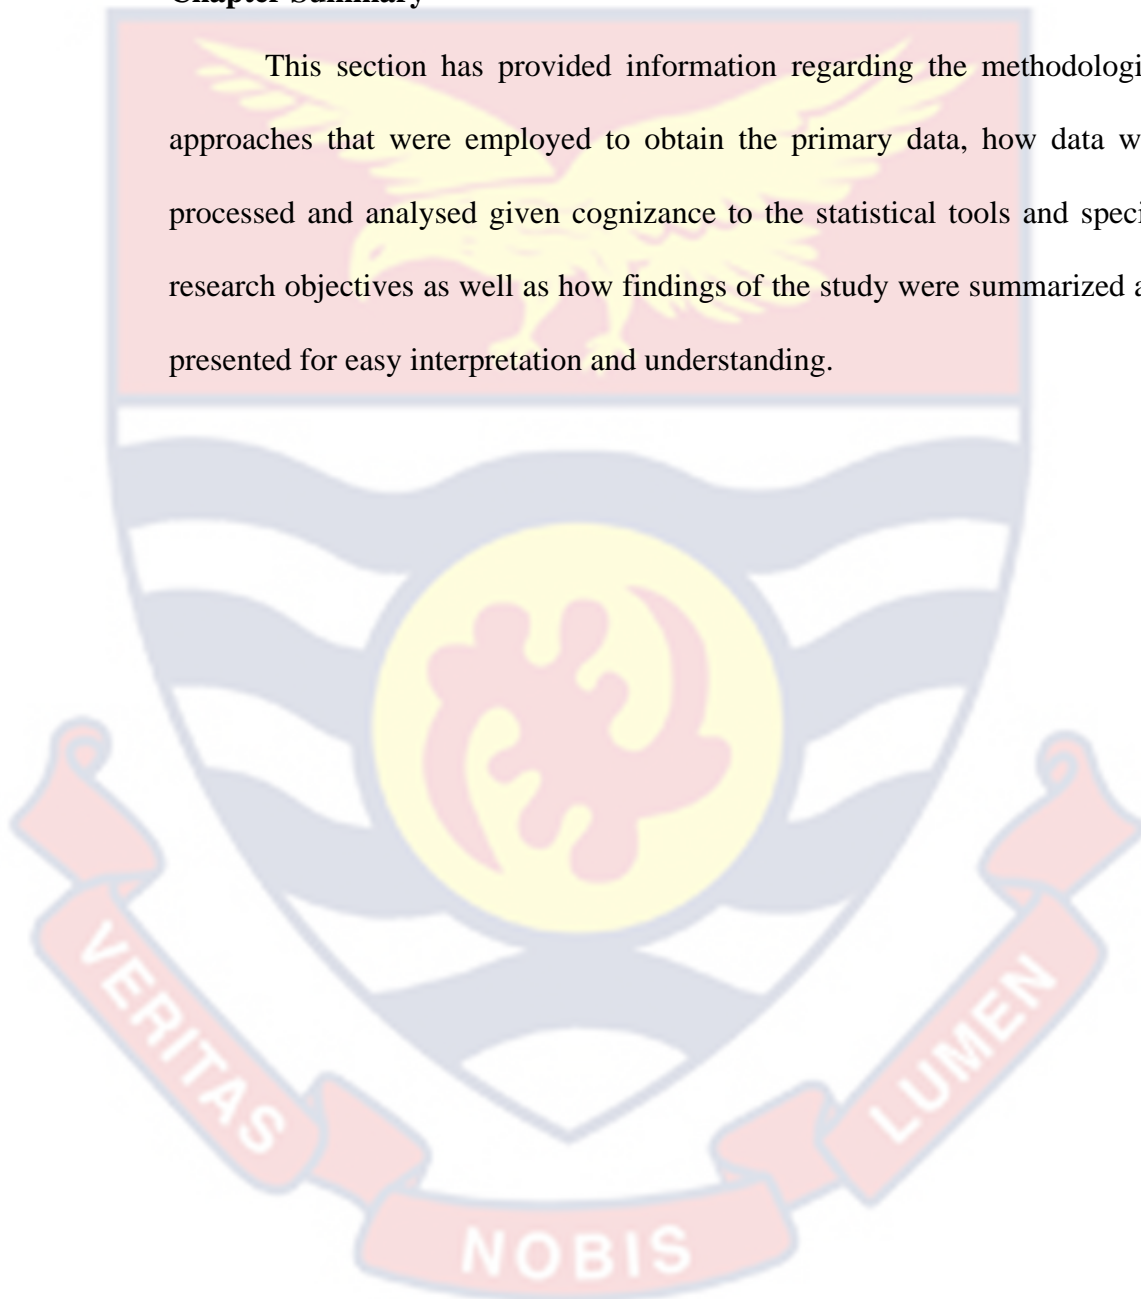 Chapter Summary
This section has provided information regarding the methodologi
approaches that were employed to obtain the primary data, how data w
processed and analysed given cognizance to the statistical tools and speci
research objectives as well as how findings of the study were summarized a
presented for easy interpretation and understanding.
VERITAS
NOBIS
LUMEN